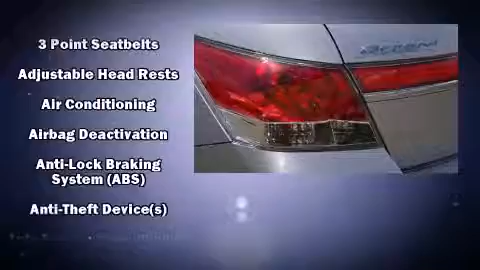 3 Point Seatbelts
Adjustable Head Rests
Air Conditioning
Airbag Deactivation
Anti-Lock Braking
System (ABS)
Anti-Theft Device(s)
Accord